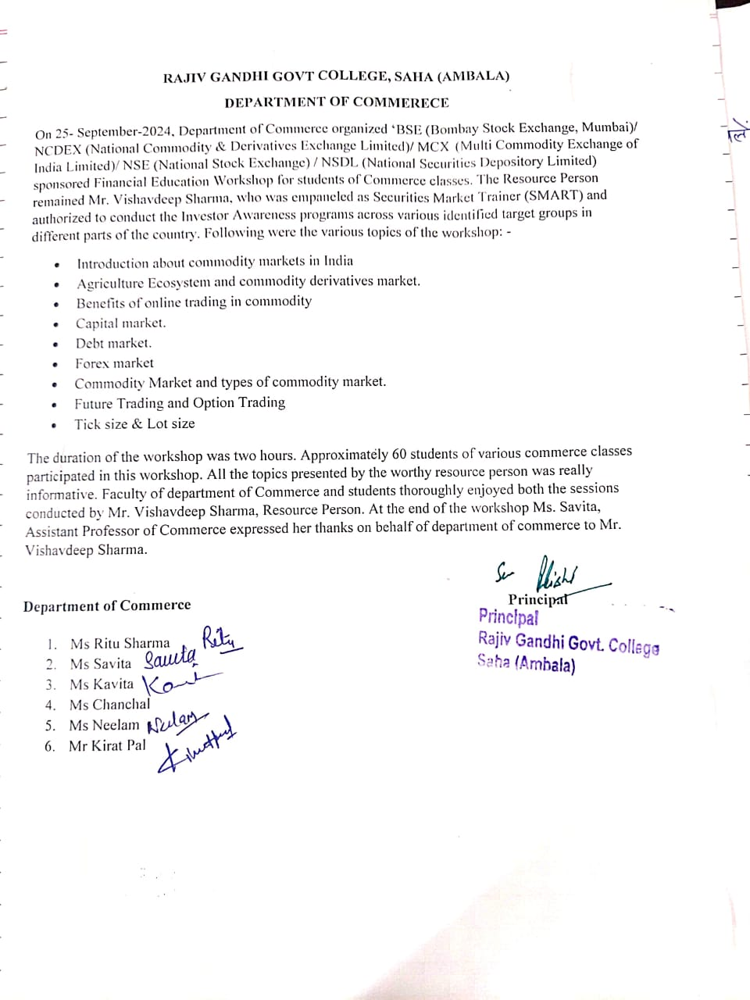 RAJIV GANDHI GOVT COLLEGE, SAHA (AMBALA)
DEPARTMENT OF COMMERECE
On 25- September-2024, Department of Commerce organized ‘BSE (Bombay Stock Exchange, Mumbai)/
NCDEX (National Commodity & Derivatives Exchange Limited)/ MCX (Multi Commodity Exchange of
India Limited)/ NSE (National Stock Exchange) / NSDL (National Securities Depository Limited)
sponsored Financial Education Workshop for students of Commerce classes. The Resource Person
remained Mr. Vishavdeep Sharma, who was empaneled as Securities Market Trainer (SMART) and
authorized to conduct the Investor Awareness programs across various identified target groups in
different parts of the country. Following were the various topics of the workshop: -
• Introduction about commodity markets in India
• Agriculture Ecosystem and commodity derivatives market.
• Benefits of online trading in commodity
• Capital market.
• Debt market.
• Forex market
• Commodity Market and types of commodity market.
• Future Trading and Option Trading
• Tick size & Lot size
The duration of the workshop was two hours. Approximately 60 students of various commerce classes
participated in this workshop. All the topics presented by the worthy resource person was really
informative. Faculty of department of Commerce and students thoroughly enjoyed both the sessions
conducted by Mr. Vishavdeep Sharma, Resource Person. At the end of the workshop Ms. Savita,
Assistant Professor of Commerce expressed her thanks on behalf of department of commerce to Mr.
Vishavdeep Sharma.
Principal
Principal
Rajiv Gandhi Govt. College
Saha (Ambala)
Department of Commerce
1. Ms Ritu Sharma Ritu
2. Ms Savita Savita
3. Ms Kavita
4. Ms Chanchal
5. Ms Neelam Neelam
6. Mr Kirat Pal Kiratpal